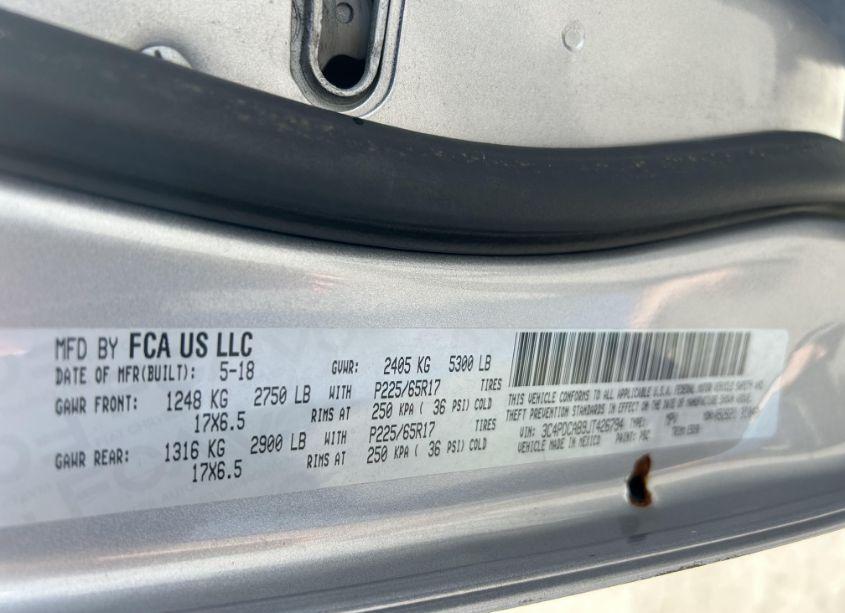 MFD BY FCA US LLC
DATE OF MFR(BUILT): 5-18 GVWR: 2405 KG 5300 LB
GAWR FRONT: 1248 KG 2750 LB WITH P225/65R17 TIRES
17X6.5 RIMS AT 250 KPA ( 36 PSI) COLD
GAWR REAR: 1316 KG 2900 LB WITH P225/65R17 TIRES
17X6.5 RIMS AT 250 KPA ( 36 PSI) COLD
THIS VEHICLE CONFORMS TO ALL APPLICABLE U.S.A. FEDERAL MOTOR VEHICLE SAFETY AND
THEFT PREVENTION STANDARDS IN EFFECT ON THE DATE OF MANUFACTURE SHOWN ABOVE.
VIN: 3C4PDCAB9JT426794 TYPE: MPV
VEHICLE MADE IN MEXICO PAINT: TRIM: